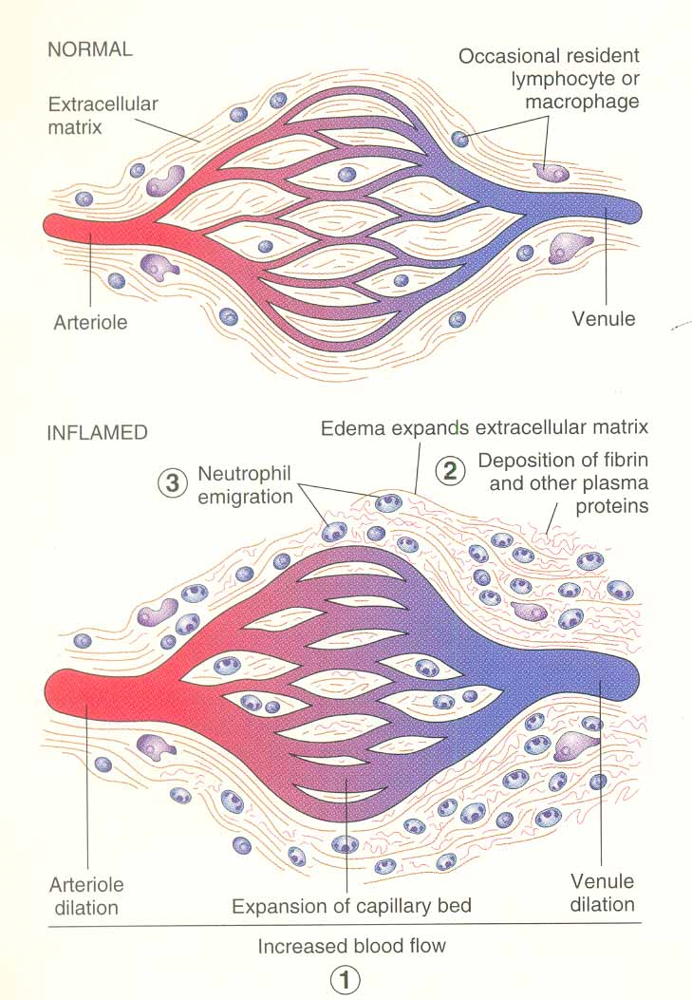 NORMAL
Occasional resident
lymphocyte or
macrophage
Extracellular
matrix
Arteriole
Venule
INFLAMED
Edema expands extracellular matrix
3
Neutrophil
emigration
2
Deposition of fibrin
and other plasma
proteins
Arteriole
dilation
Expansion of capillary bed
Venule
dilation
Increased blood flow
1